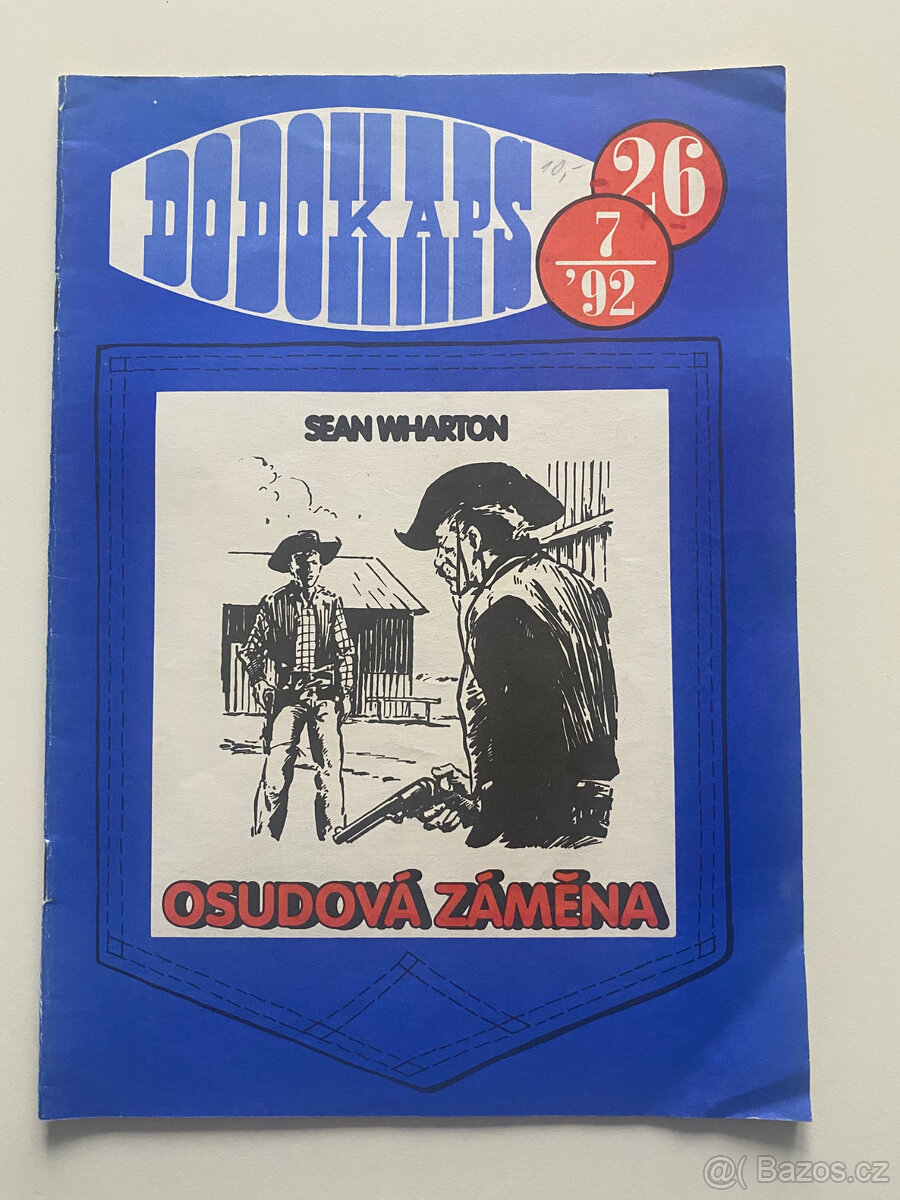 DODOKAPS
10,-
26
7
'92
SEAN WHARTON
OSUDOVÁ ZÁMĚNA
@( Bazos.cz